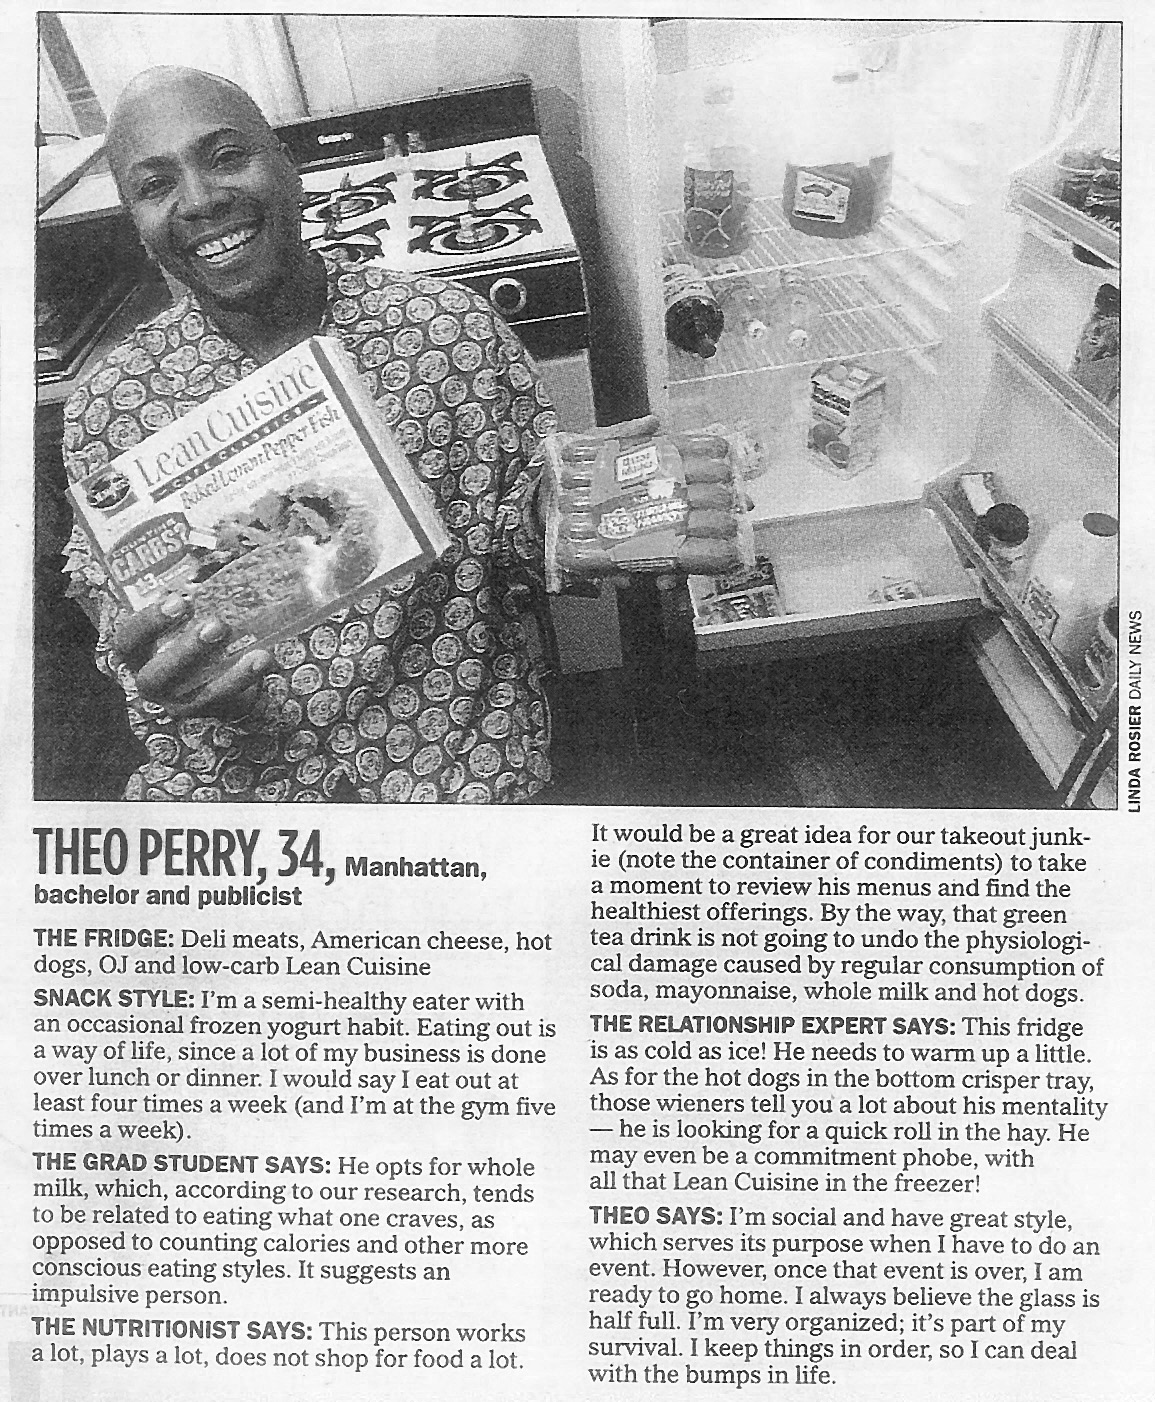 Lean Cuisine
CAFE CLASSICS
Baked Lemon Pepper Fish
CARBS?
LINDA ROSIER DAILY NEWS
THEO PERRY, 34, Manhattan,
bachelor and publicist
THE FRIDGE: Deli meats, American cheese, hot
dogs, OJ and low-carb Lean Cuisine
SNACK STYLE: I'm a semi-healthy eater with
an occasional frozen yogurt habit. Eating out is
a way of life, since a lot of my business is done
over lunch or dinner. I would say I eat out at
least four times a week (and I'm at the gym five
times a week).
THE GRAD STUDENT SAYS: He opts for whole
milk, which, according to our research, tends
to be related to eating what one craves, as
opposed to counting calories and other more
conscious eating styles. It suggests an
impulsive person.
THE NUTRITIONIST SAYS: This person works
a lot, plays a lot, does not shop for food a lot.
It would be a great idea for our takeout junk-
ie (note the container of condiments) to take
a moment to review his menus and find the
healthiest offerings. By the way, that green
tea drink is not going to undo the physiologi-
cal damage caused by regular consumption of
soda, mayonnaise, whole milk and hot dogs.
THE RELATIONSHIP EXPERT SAYS: This fridge
is as cold as ice! He needs to warm up a little.
As for the hot dogs in the bottom crisper tray,
those wieners tell you a lot about his mentality
— he is looking for a quick roll in the hay. He
may even be a commitment phobe, with
all that Lean Cuisine in the freezer!
THEO SAYS: I'm social and have great style,
which serves its purpose when I have to do an
event. However, once that event is over, I am
ready to go home. I always believe the glass is
half full. I'm very organized; it's part of my
survival. I keep things in order, so I can deal
with the bumps in life.